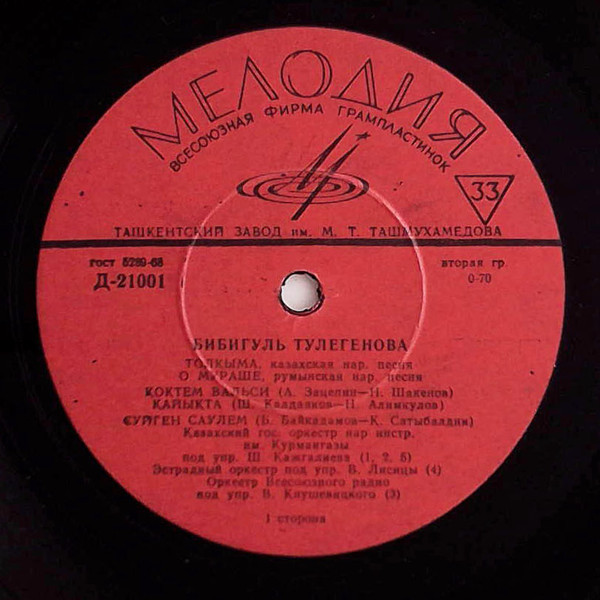 МЕЛОДИЯ
ВСЕСОЮЗНАЯ ФИРМА ГРАМПЛАСТИНОК
33
ТАШКЕНТСКИЙ ЗАВОД им. М. Т. ТАШМУХАМЕДОВА
гост 5289-68
вторая гр.
Д-21001
0-70
БИБИГУЛЬ ТУЛЕГЕНОВА
ТОЛКЫМА, казахская нар. песня
О МУРАШЕ, румынская нар. песня
КОКТЕМ ВАЛЬСИ (А. Зацепин—Н. Шакенов)
КАЙЫКТА (Ш. Калдаяков—Н. Алимкулов)
СУЙГЕН САУЛЕМ (Б. Байкадамов—К. Сатыбалдин)
Казахский гос. оркестр нар инстр.
им. Курмангазы
под упр. Ш. Кажгалиева (1, 2, 5)
Эстрадный оркестр под упр. В. Лисицы (4)
Оркестр Всесоюзного радио
под упр. В. Кнушевицкого (3)
1 сторона